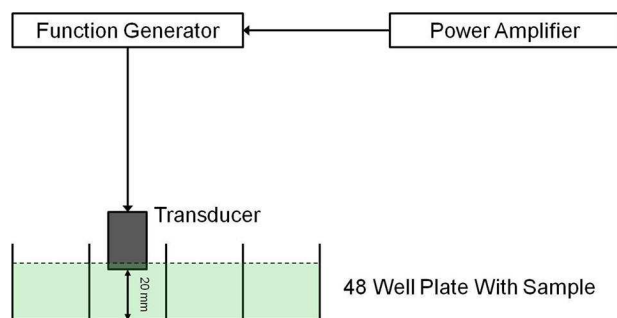 Function Generator
Power Amplifier
Transducer
20 mm
48 Well Plate With Sample